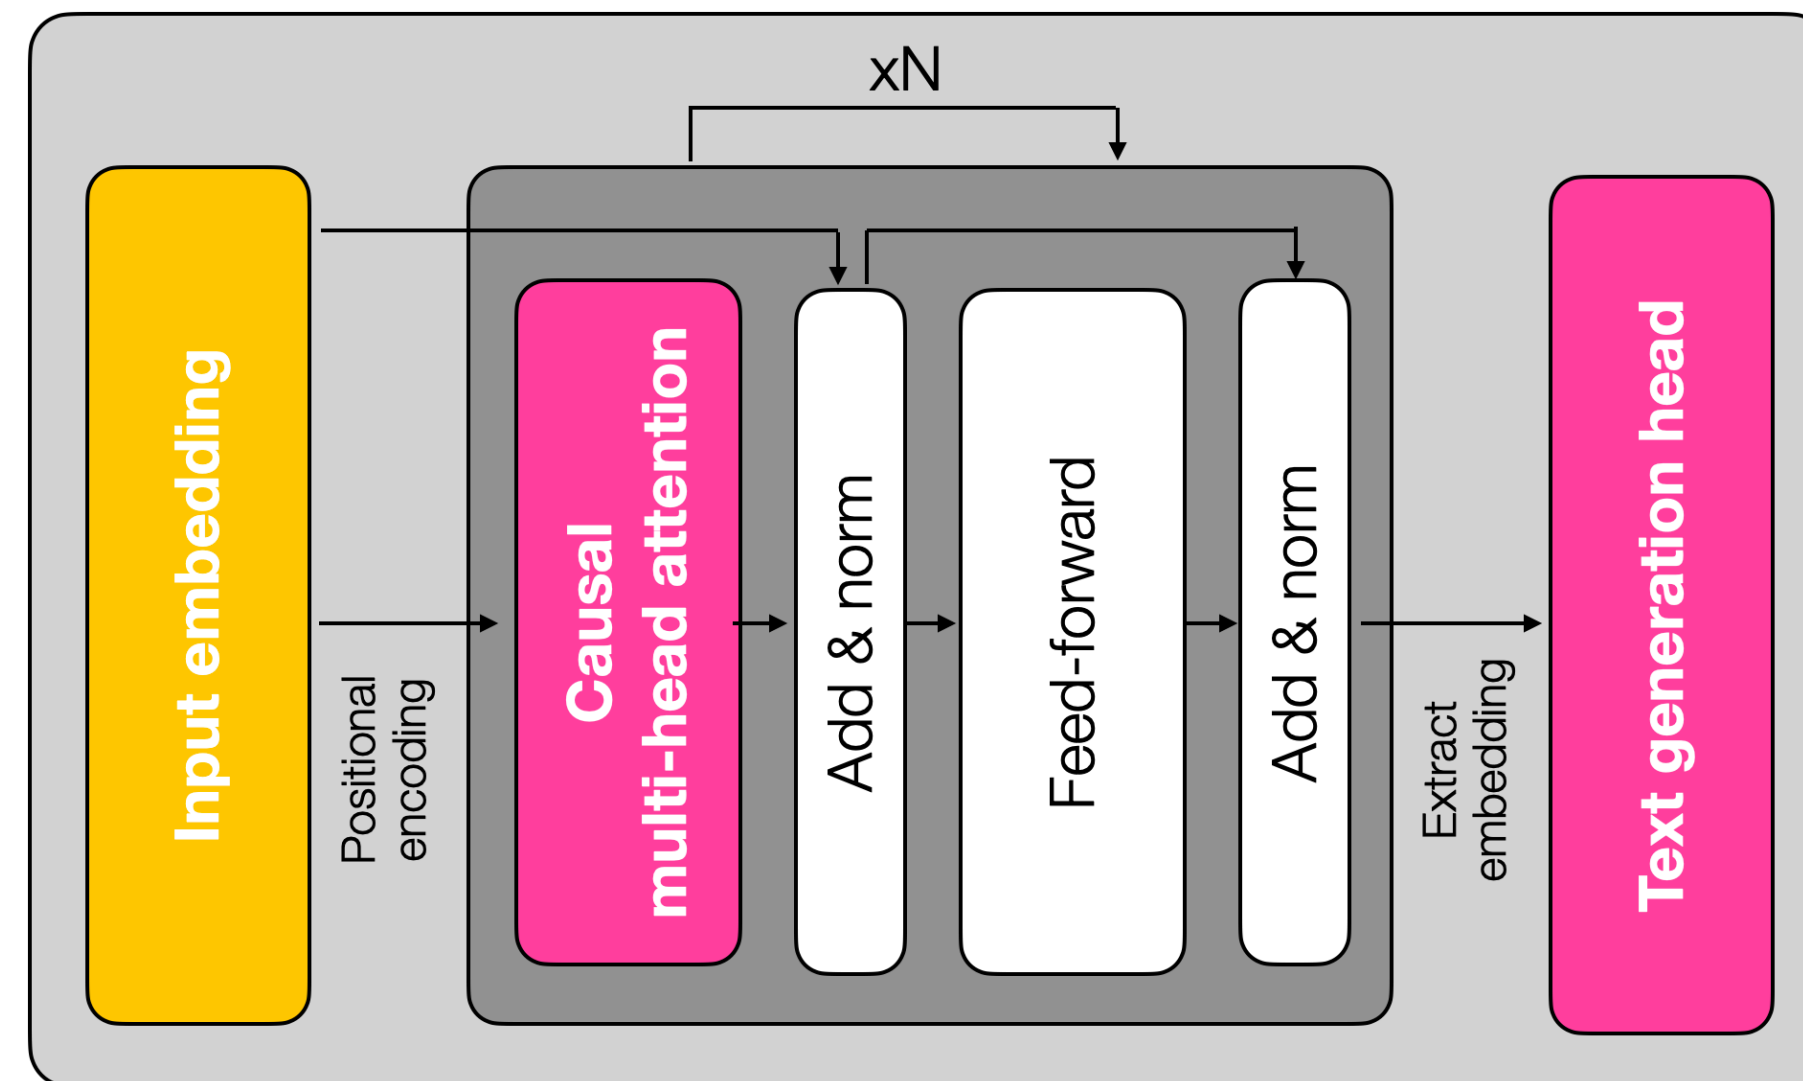 xN
Input embedding
Positional
encoding
Causal
multi-head attention
Add & norm
Feed-forward
Add & norm
Extract
embedding
Text generation head